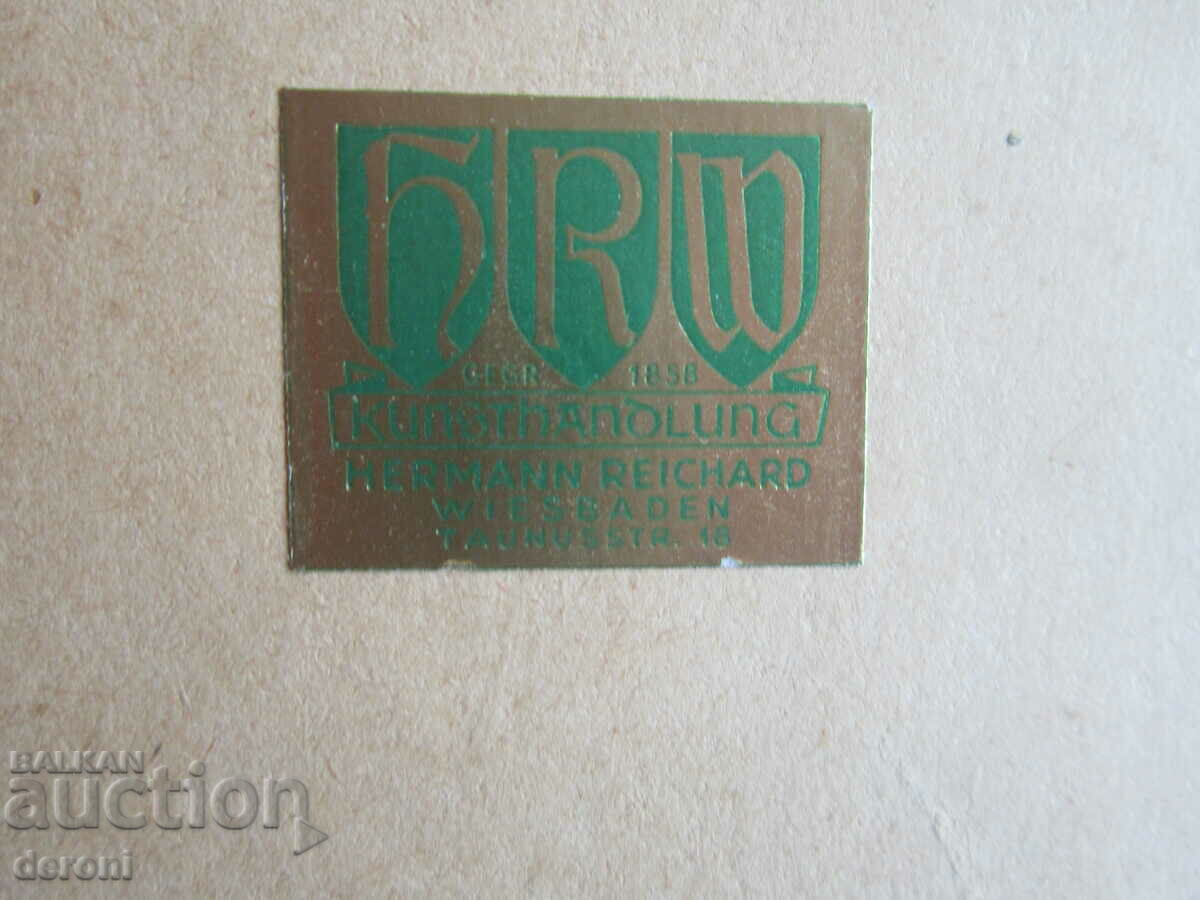 HRW
GEGR. 1858
KUNSTHANDLUNG
HERMANN REICHARD
WIESBADEN
TAUNUSSTR. 18
BALKAN
auction
deroni